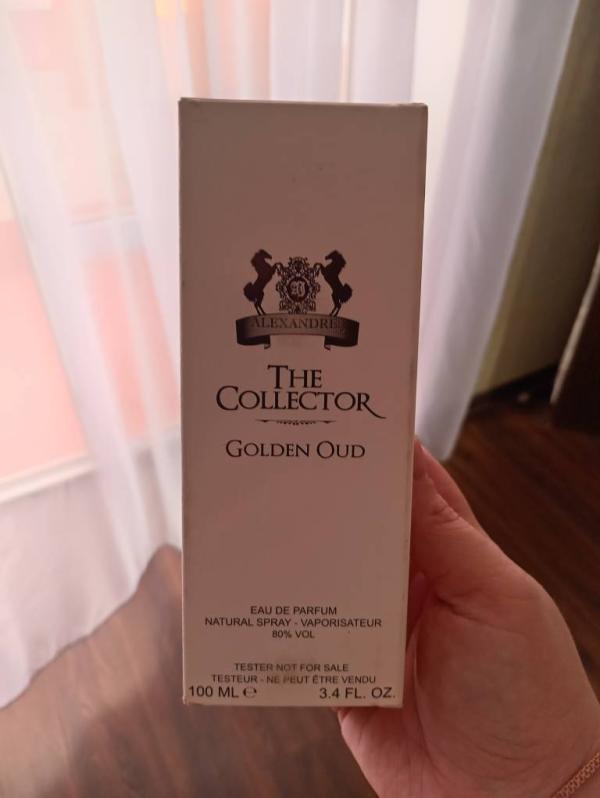 ALEXANDRE.J
THE
COLLECTOR
GOLDEN OUD
EAU DE PARFUM
NATURAL SPRAY - VAPORISATEUR
80% VOL
TESTER NOT FOR SALE
TESTEUR - NE PEUT ÊTRE VENDU
100 ML ℮ 3.4 FL. OZ.